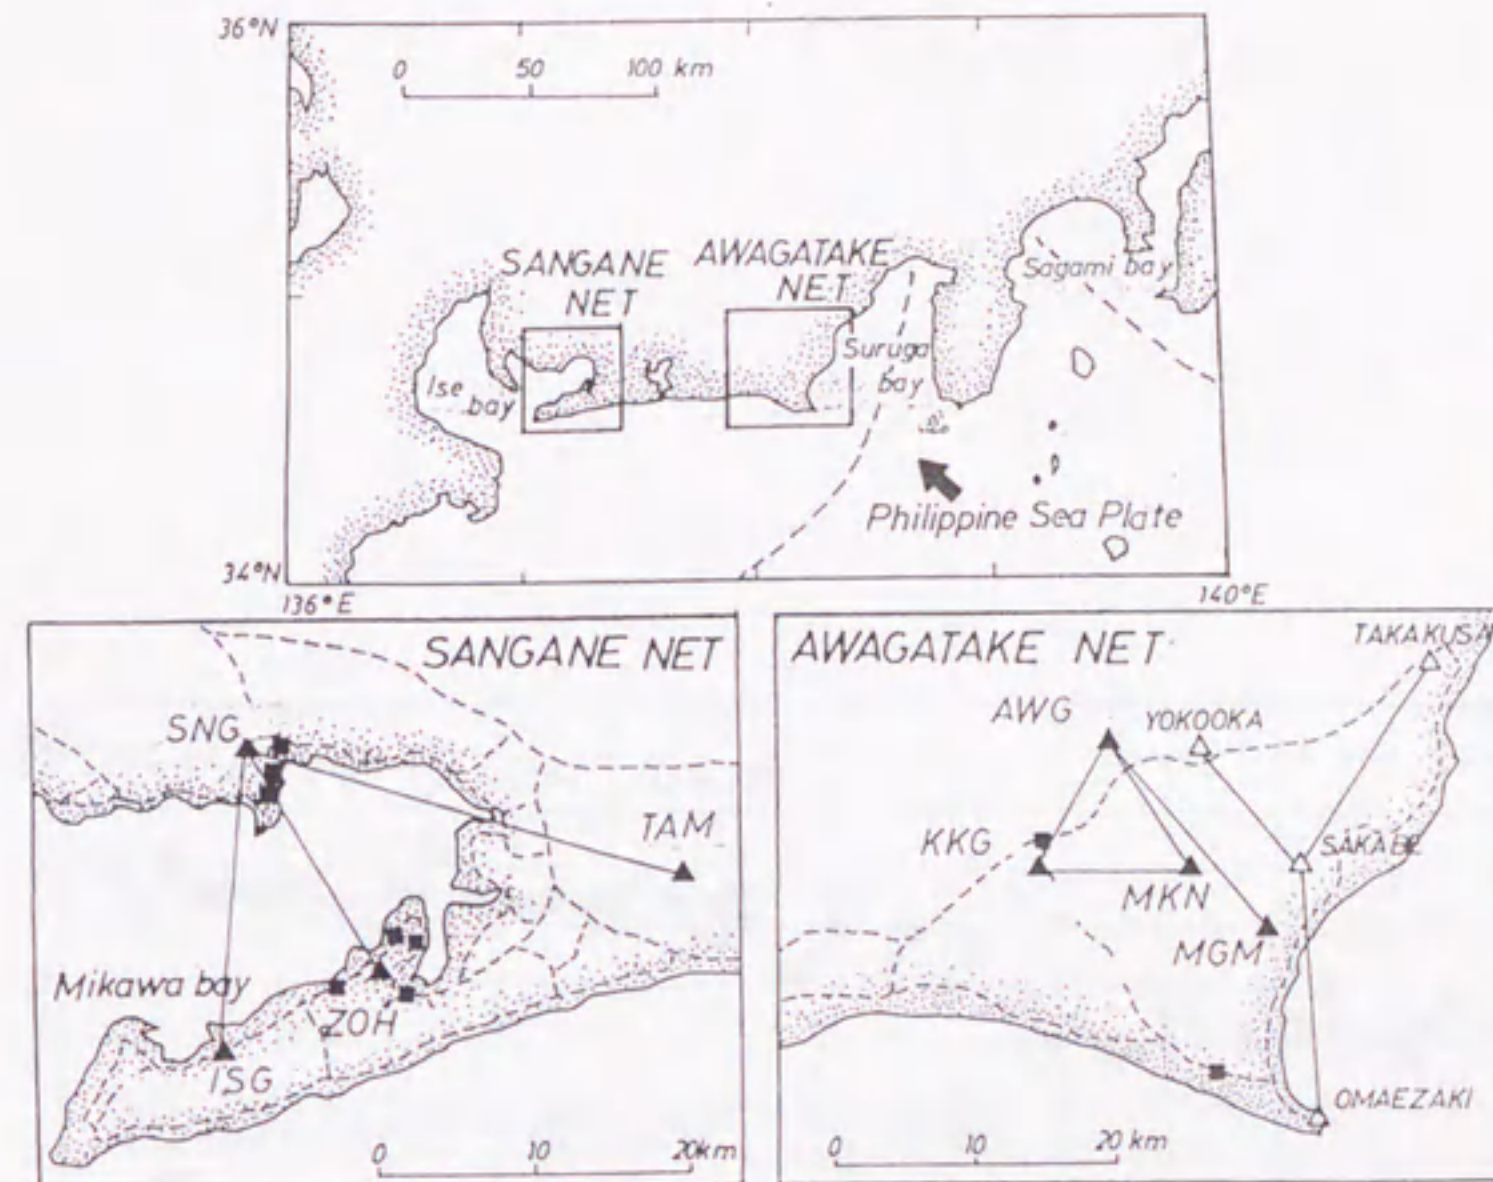 36°N
0 50 100 km
SANGANE
NET
AWAGATAKE
NET
Sagami bay
Suruga
bay
Ise
bay
Philippine Sea Plate
34°N
136°E
140°E
SANGANE NET
SNG
TAM
Mikawa bay
ZOH
ISG
0 10 20km
AWAGATAKE NET
TAKAKUSA
AWG
YOKOOKA
KKG
SAKABE
MKN
MGM
OMAEZAKI
0 10 20 km